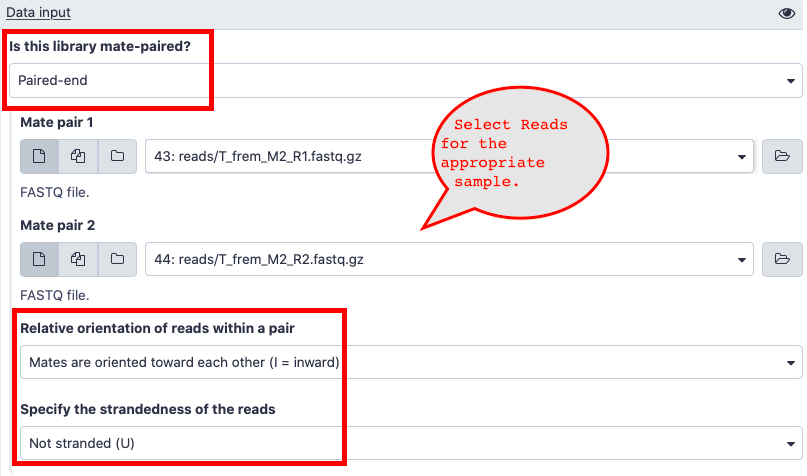 Data input
Is this library mate-paired?
Paired-end
Mate pair 1
43: reads/T_frem_M2_R1.fastq.gz
FASTQ file.
Select Reads
for the
appropriate
sample.
Mate pair 2
44: reads/T_frem_M2_R2.fastq.gz
FASTQ file.
Relative orientation of reads within a pair
Mates are oriented toward each other (I = inward)
Specify the strandedness of the reads
Not stranded (U)